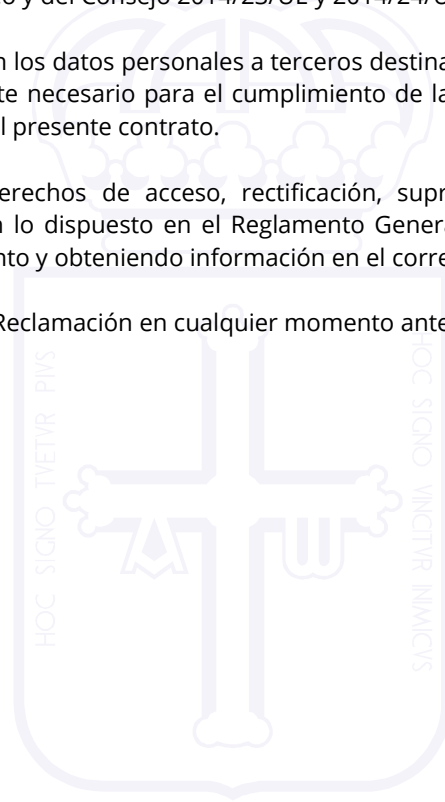 o y del Consejo 2014/23/UE y 2014/24/U
n los datos personales a terceros destina
te necesario para el cumplimiento de la
l presente contrato.
erechos de acceso, rectificación, supr
n lo dispuesto en el Reglamento Genera
nto y obteniendo información en el corre
Reclamación en cualquier momento ante
HOC SIGNO TVETVR PIVS
HOC SIGNO VINCITVR INIMICVS